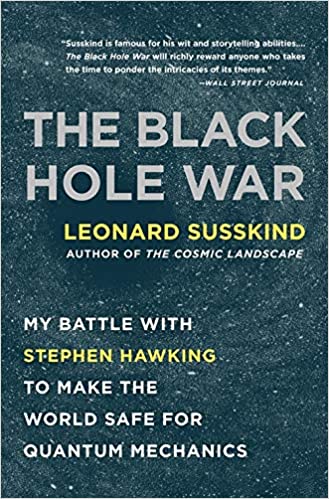 "Susskind is famous for his wit and storytelling abilities....
The Black Hole War will richly reward anyone who takes
the time to ponder the intricacies of its themes."
—WALL STREET JOURNAL
THE BLACK
HOLE WAR
LEONARD SUSSKIND
AUTHOR OF THE COSMIC LANDSCAPE
MY BATTLE WITH
STEPHEN HAWKING
TO MAKE THE
WORLD SAFE FOR
QUANTUM MECHANICS